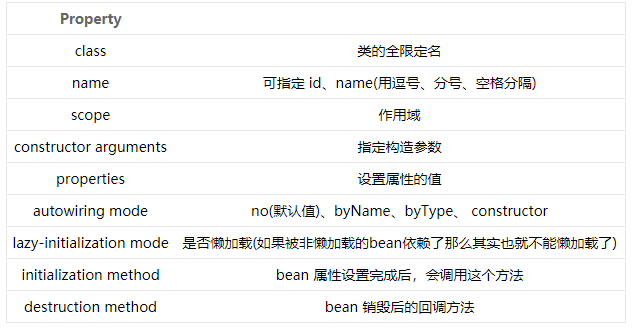 Property
class 类的全限定名
name 可指定 id、name(用逗号、分号、空格分隔)
scope 作用域
constructor arguments 指定构造参数
properties 设置属性的值
autowiring mode no(默认值)、byName、byType、 constructor
lazy-initialization mode 是否懒加载(如果被非懒加载的bean依赖了那么其实也就不能懒加载了)
initialization method bean 属性设置完成后，会调用这个方法
destruction method bean 销毁后的回调方法